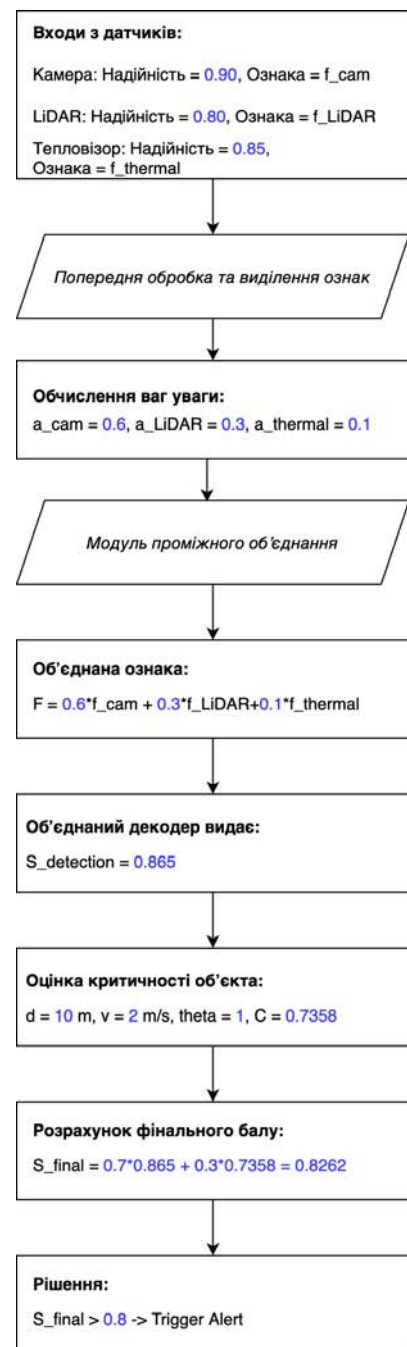 Входи з датчиків:
Камера: Надійність = 0.90, Ознака = f_cam
LiDAR: Надійність = 0.80, Ознака = f_LiDAR
Тепловізор: Надійність = 0.85,
Ознака = f_thermal
Попередня обробка та виділення ознак
Обчислення ваг уваги:
a_cam = 0.6, a_LiDAR = 0.3, a_thermal = 0.1
Модуль проміжного об'єднання
Об'єднана ознака:
F = 0.6*f_cam + 0.3*f_LiDAR+0.1*f_thermal
Об'єднаний декодер видає:
S_detection = 0.865
Оцінка критичності об'єкта:
d = 10 m, v = 2 m/s, theta = 1, C = 0.7358
Розрахунок фінального балу:
S_final = 0.7*0.865 + 0.3*0.7358 = 0.8262
Рішення:
S_final > 0.8 -> Trigger Alert